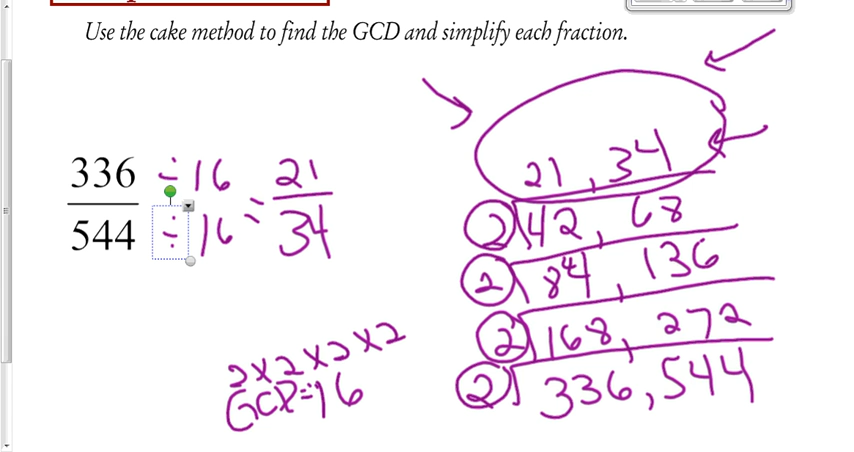 Use the cake method to find the GCD and simplify each fraction.
336 ÷ 16 = 21
544 ÷ 16 34
21, 34
2 42, 68
2 84, 136
2 168, 272
2 336, 544
2 x 2 x 2 x 2
GCD = 16